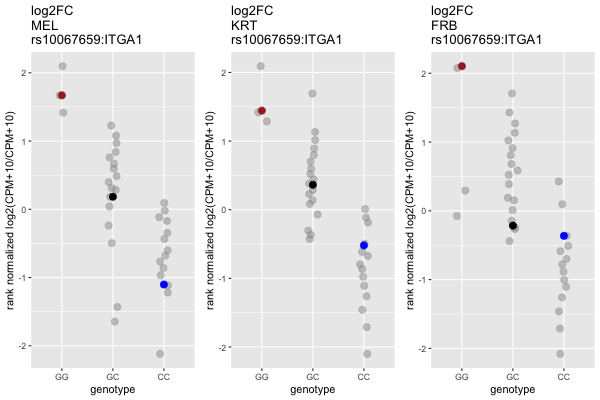 log2FC
MEL
rs10067659:ITGA1
rank normalized log2(CPM+10/CPM+10)
2
1
0
-1
-2
GG
GC
CC
genotype
log2FC
KRT
rs10067659:ITGA1
rank normalized log2(CPM+10/CPM+10)
2
1
0
-1
-2
GG
GC
CC
genotype
log2FC
FRB
rs10067659:ITGA1
rank normalized log2(CPM+10/CPM+10)
2
1
0
-1
-2
GG
GC
CC
genotype